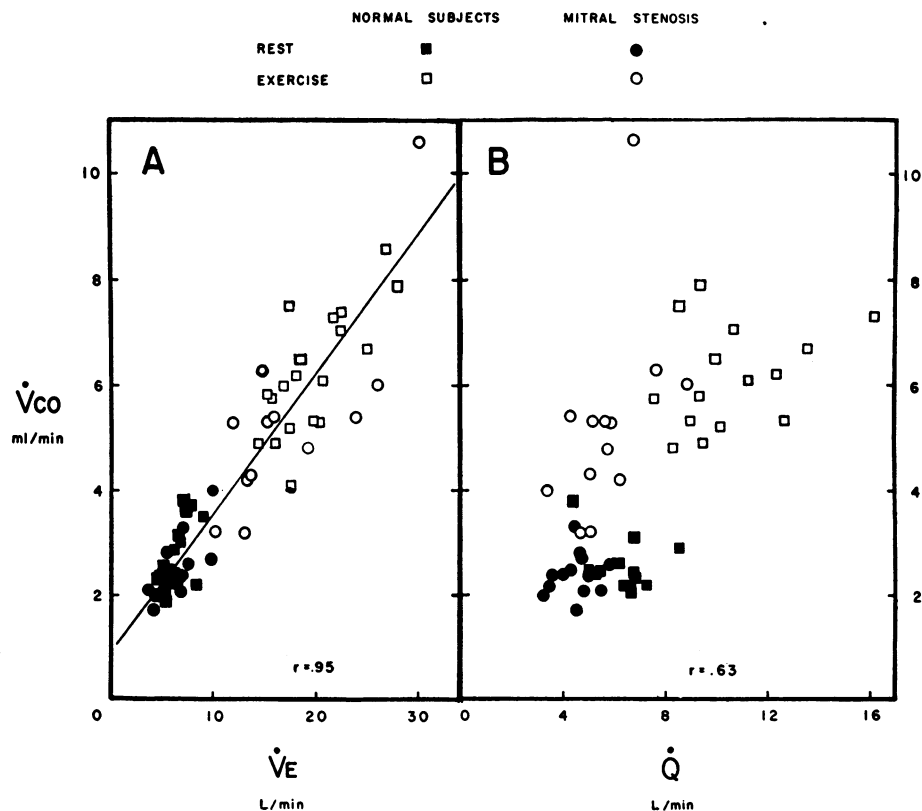 NORMAL SUBJECTS MITRAL STENOSIS
REST
EXERCISE
A B
10 10
8 8
6 6
4 4
2 2
V̇CO
ml/min
r=.95 r=.63
0 10 20 30 0 4 8 12 16
V̇E Q̇
L/min L/min